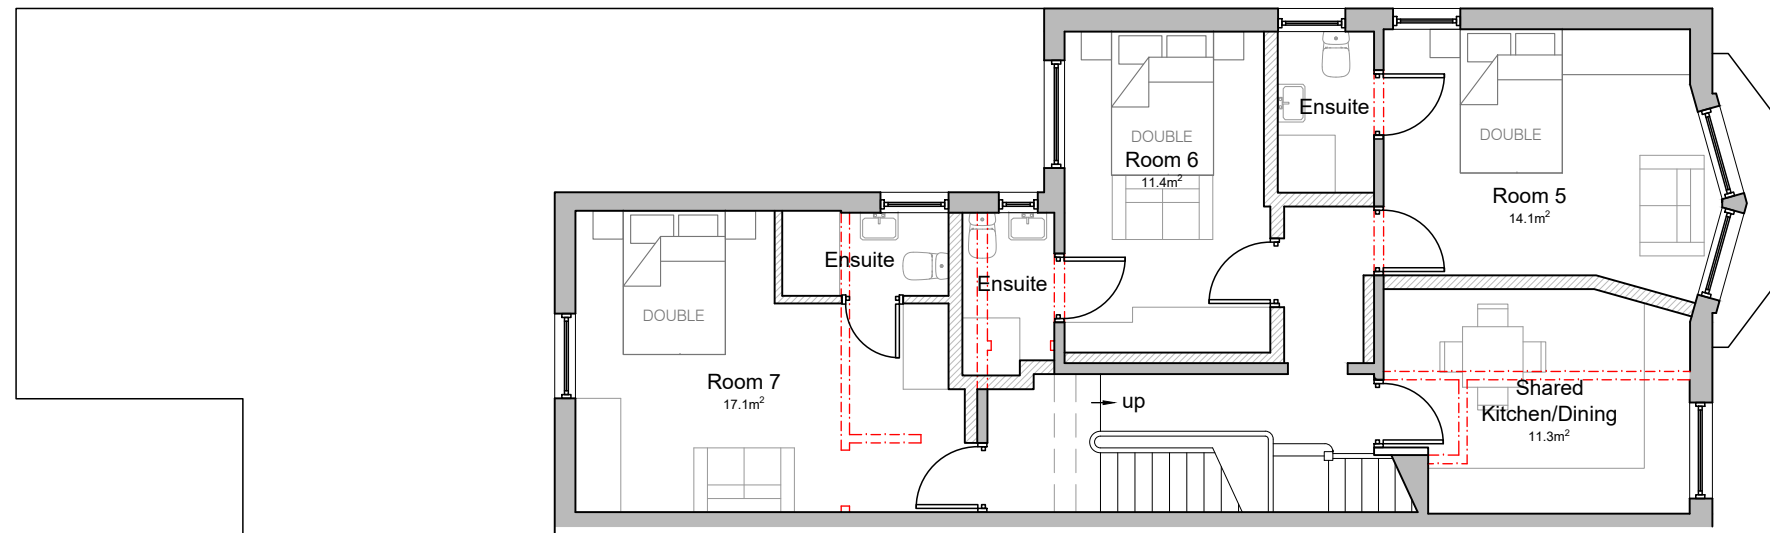 Ensuite
DOUBLE
Room 6
11.4m²
DOUBLE
Room 5
14.1m²
Ensuite
Ensuite
DOUBLE
Room 7
17.1m²
up
Shared
Kitchen/Dining
11.3m²